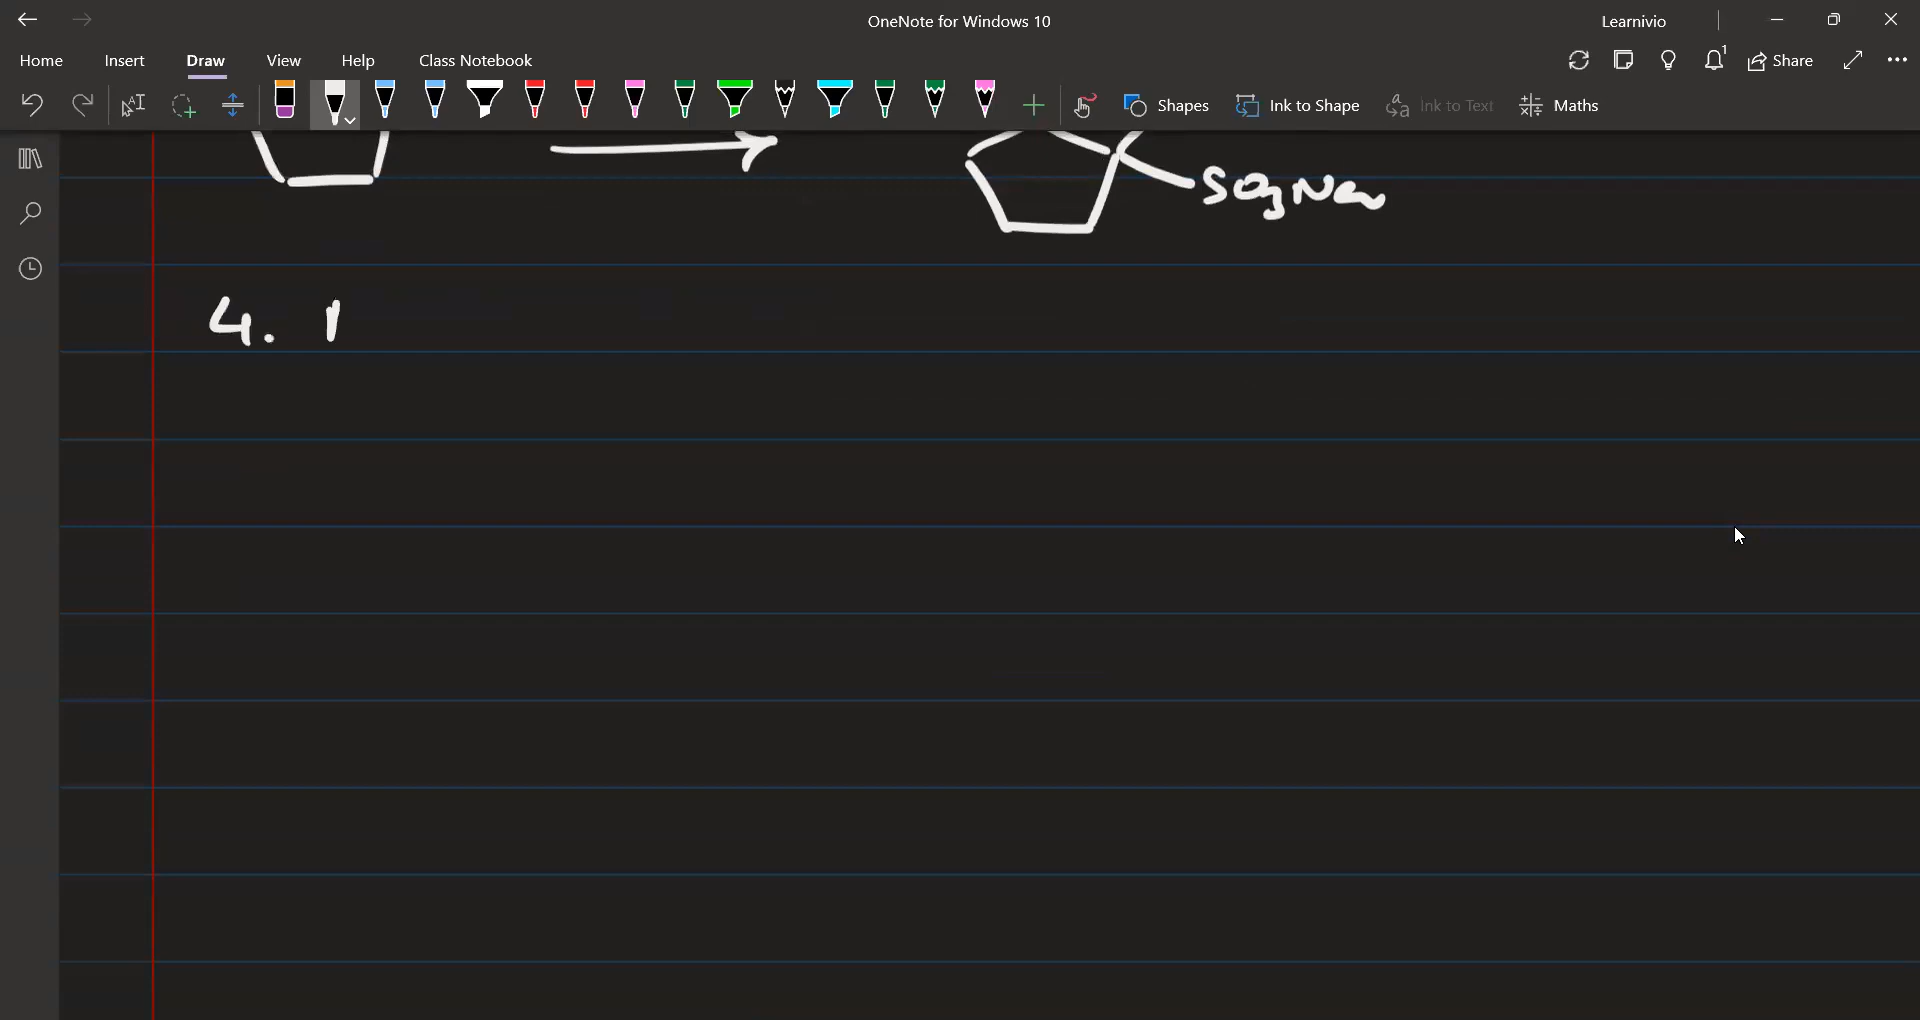 OneNote for Windows 10
Learnivio
Home Insert Draw View Help Class Notebook
1
Share
Shapes Ink to Shape Ink to Text Maths
SO3Na
4.